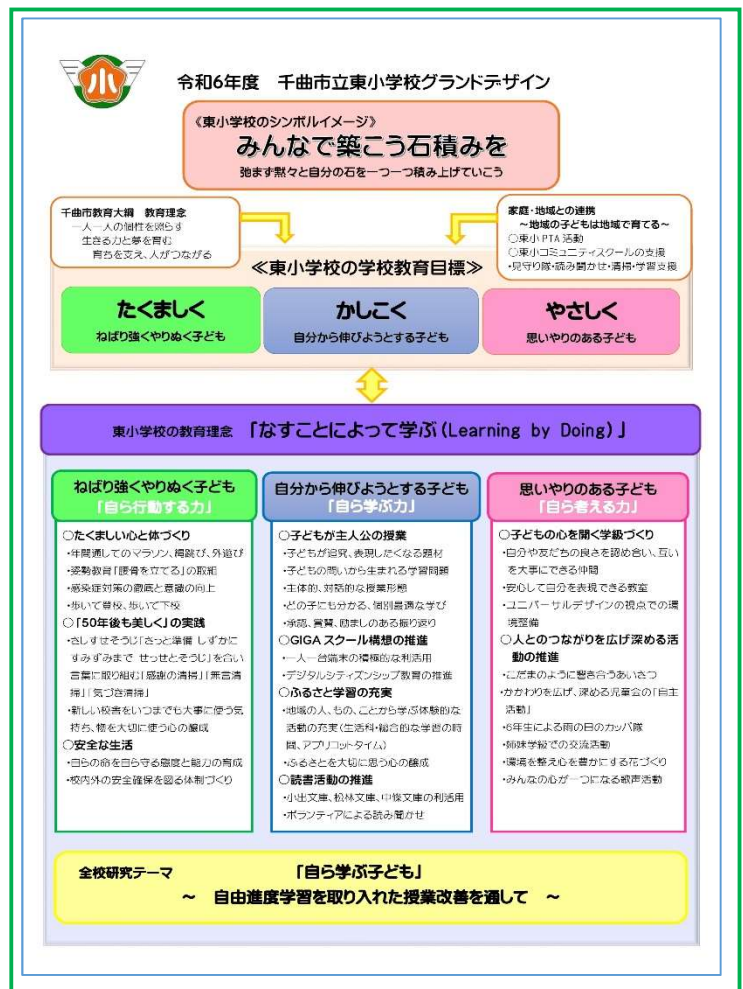 小
令和6年度 千曲市立東小学校グランドデザイン
《東小学校のシンボルイメージ》
みんなで築こう石積みを
弛まず黙々と自分の石を一つ一つ積み上げていこう
千曲市教育大綱 教育理念
一人一人の個性を照らす
生きる力と夢を育む
育ちを支え、人がつながる
家庭・地域との連携
～地域の子どもは地域で育てる～
○東小PTA活動
○東小コミュニティスクールの支援
・見守り隊・読み聞かせ・清掃・学習支援
≪東小学校の学校教育目標≫
たくましく
ねばり強くやりぬく子ども
かしこく
自分から伸びようとする子ども
やさしく
思いやりのある子ども
東小学校の教育理念 「なすことによって学ぶ(Learning by Doing)」
ねばり強くやりぬく子ども
「自ら行動する力」
○たくましい心と体づくり
・年間通してのマラソン、縄跳び、外遊び
・姿勢教育「腰骨を立てる」の取組
・感染症対策の徹底と意識の向上
・歩いて登校、歩いて下校
○「50年後も美しく」の実践
・さしすせそうじ「さっと準備 しずかに
すみずみまで せっせとそうじ」を合い
言葉に取り組む「感謝の清掃」「無言清
掃」「気づき清掃」
・新しい校舎をいつまでも大事に使う気
持ち、物を大切に使う心の醸成
○安全な生活
・自らの命を自ら守る態度と能力の育成
・校内外の安全確保を図る体制づくり
自分から伸びようとする子ども
「自ら学ぶ力」
○子どもが主人公の授業
・子どもが追究、表現したくなる題材
・子どもの問いから生まれる学習問題
・主体的、対話的な授業形態
・どの子にも分かる、個別最適な学び
・承認、賞賛、励ましのある振り返り
○GIGAスクール構想の推進
・一人一台端末の積極的な利活用
・デジタルシティズンシップ教育の推進
○ふるさと学習の充実
・地域の人、もの、ことから学ぶ体験的な
活動の充実(生活科・総合的な学習の時
間、アプリコットタイム)
・ふるさとを大切に思う心の醸成
○読書活動の推進
・小出文庫、松林文庫、中條文庫の利活用
・ボランティアによる読み聞かせ
思いやりのある子ども
「自ら考える力」
○子どもの心を開く学級づくり
・自分や友だちの良さを認め合い、互い
を大事にできる仲間
・安心して自分を表現できる教室
・ユニバーサルデザインの視点での環
境整備
○人とのつながりを広げ深める活
動の推進
・こだまのように響き合うあいさつ
・かかわりを広げ、深める児童会の「自主
活動」
・6年生による雨の日のカッパ隊
・姉妹学級での交流活動
・環境を整え心を豊かにする花づくり
・みんなの心が一つになる歌声活動
全校研究テーマ 「自ら学ぶ子ども」
～ 自由進度学習を取り入れた授業改善を通して ～